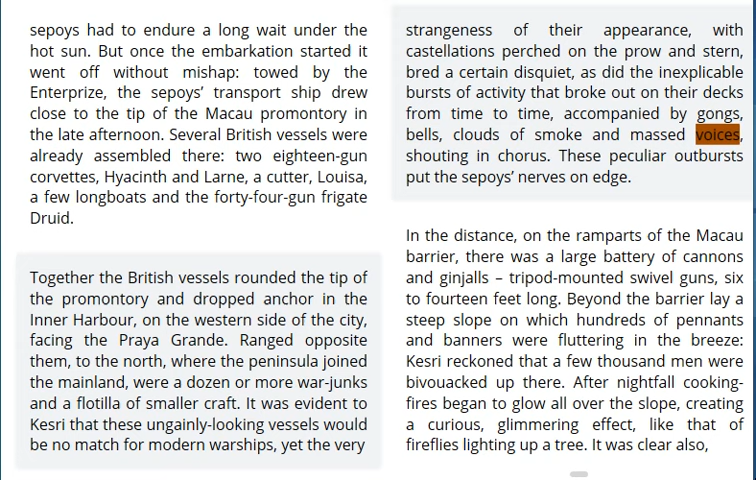 sepoys had to endure a long wait under the
hot sun. But once the embarkation started it
went off without mishap: towed by the
Enterprize, the sepoys’ transport ship drew
close to the tip of the Macau promontory in
the late afternoon. Several British vessels were
already assembled there: two eighteen-gun
corvettes, Hyacinth and Larne, a cutter, Louisa,
a few longboats and the forty-four-gun frigate
Druid.
Together the British vessels rounded the tip of
the promontory and dropped anchor in the
Inner Harbour, on the western side of the city,
facing the Praya Grande. Ranged opposite
them, to the north, where the peninsula joined
the mainland, were a dozen or more war-junks
and a flotilla of smaller craft. It was evident to
Kesri that these ungainly-looking vessels would
be no match for modern warships, yet the very
strangeness of their appearance, with
castellations perched on the prow and stern,
bred a certain disquiet, as did the inexplicable
bursts of activity that broke out on their decks
from time to time, accompanied by gongs,
bells, clouds of smoke and massed voices,
shouting in chorus. These peculiar outbursts
put the sepoys’ nerves on edge.
In the distance, on the ramparts of the Macau
barrier, there was a large battery of cannons
and ginjalls – tripod-mounted swivel guns, six
to fourteen feet long. Beyond the barrier lay a
steep slope on which hundreds of pennants
and banners were fluttering in the breeze:
Kesri reckoned that a few thousand men were
bivouacked up there. After nightfall cooking-
fires began to glow all over the slope, creating
a curious, glimmering effect, like that of
fireflies lighting up a tree. It was clear also,